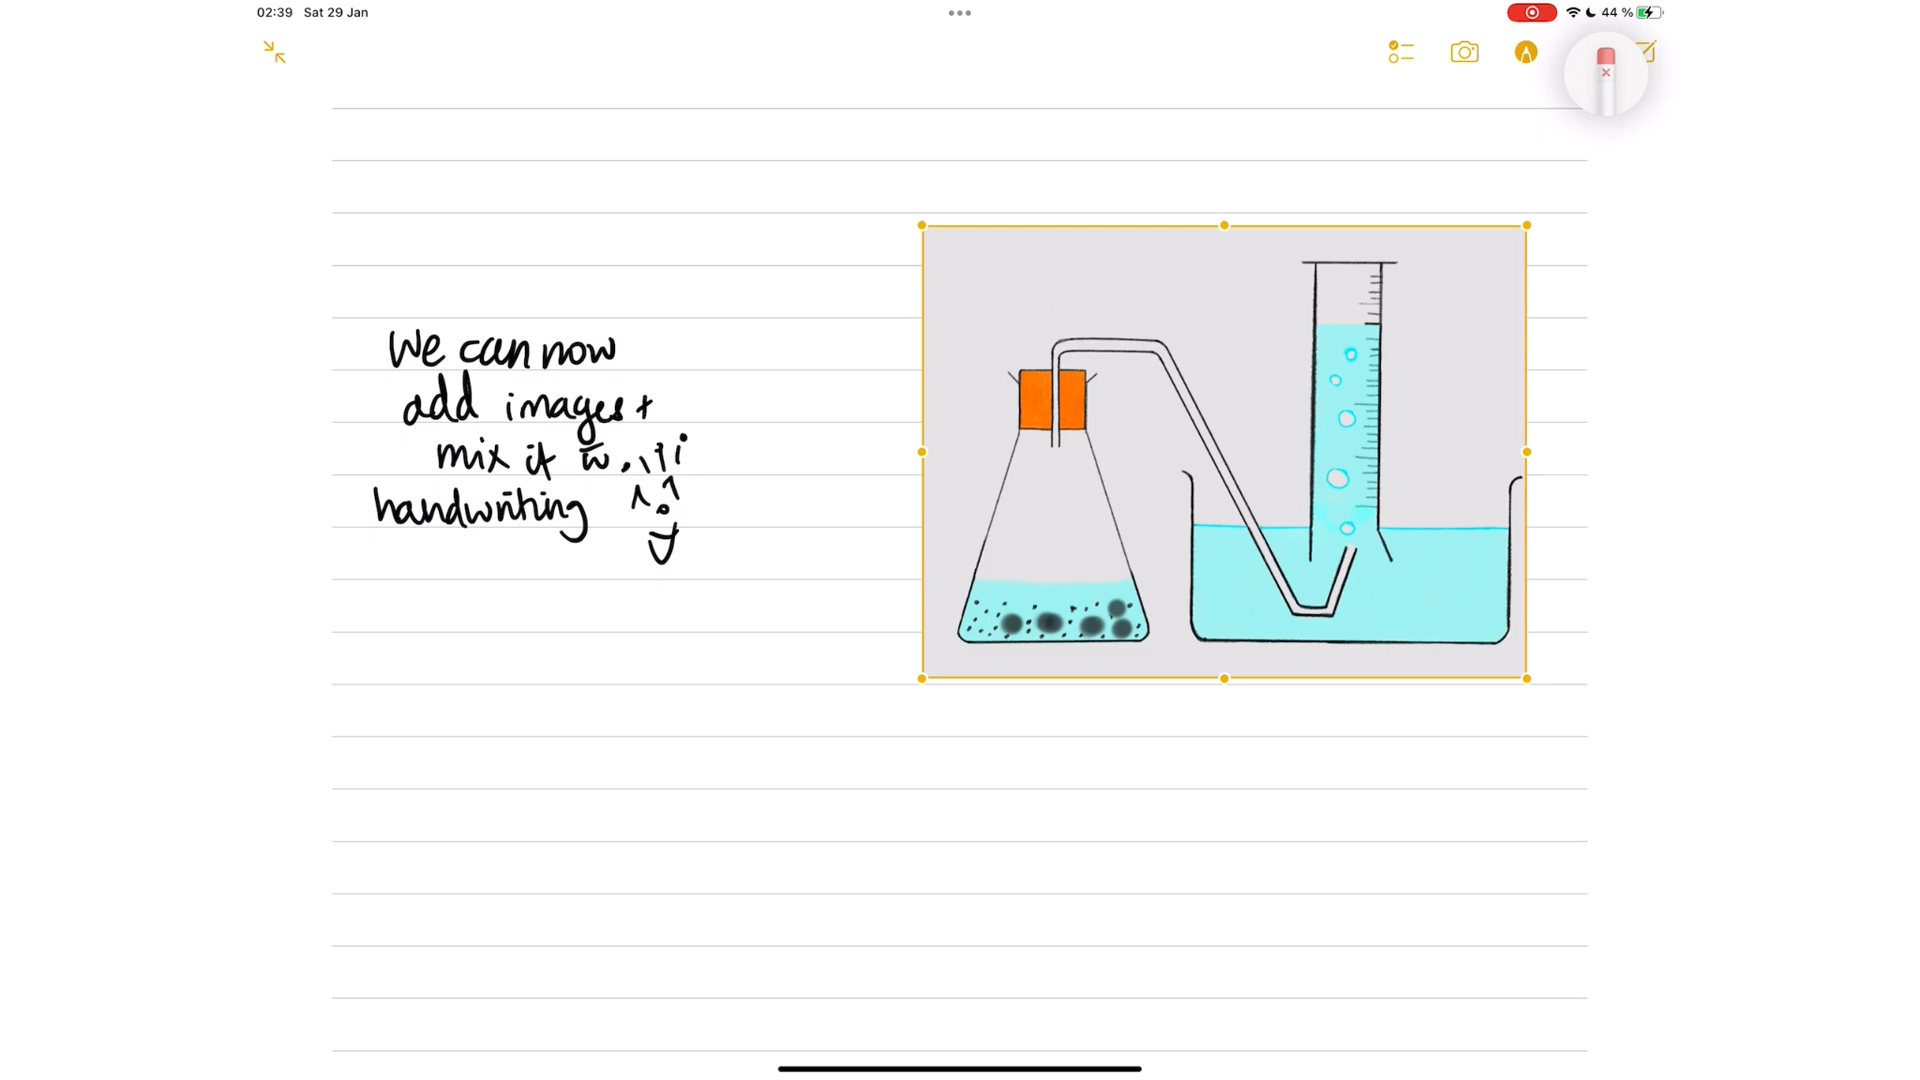 02:39 Sat 29 Jan
44 %
We can now
add images +
mix it w̄
handwriting